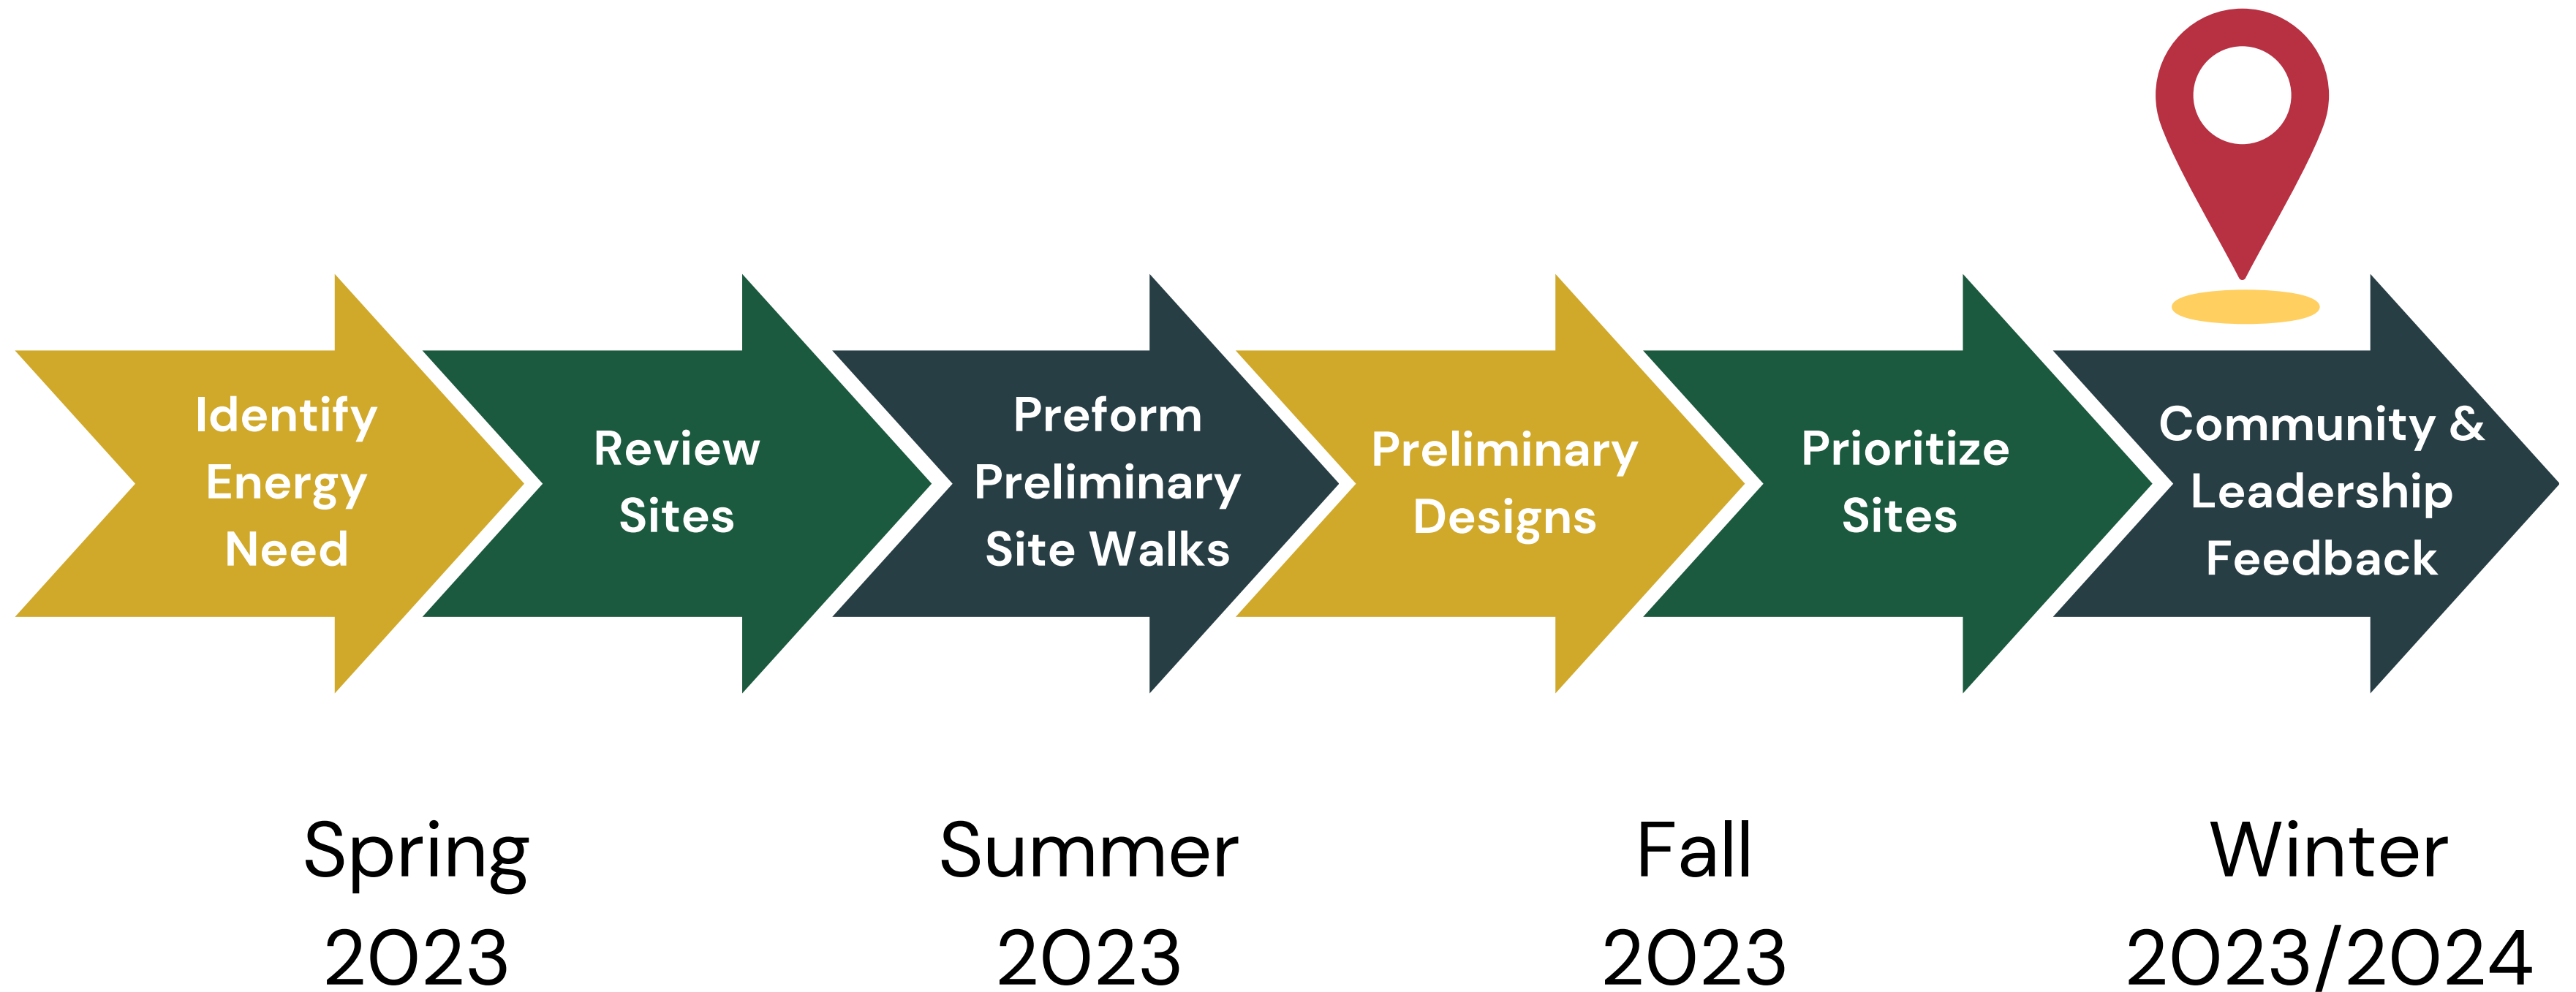 Identify
Energy
Need
Review
Sites
Preform
Preliminary
Site Walks
Preliminary
Designs
Prioritize
Sites
Community &
Leadership
Feedback
Spring
2023
Summer
2023
Fall
2023
Winter
2023/2024